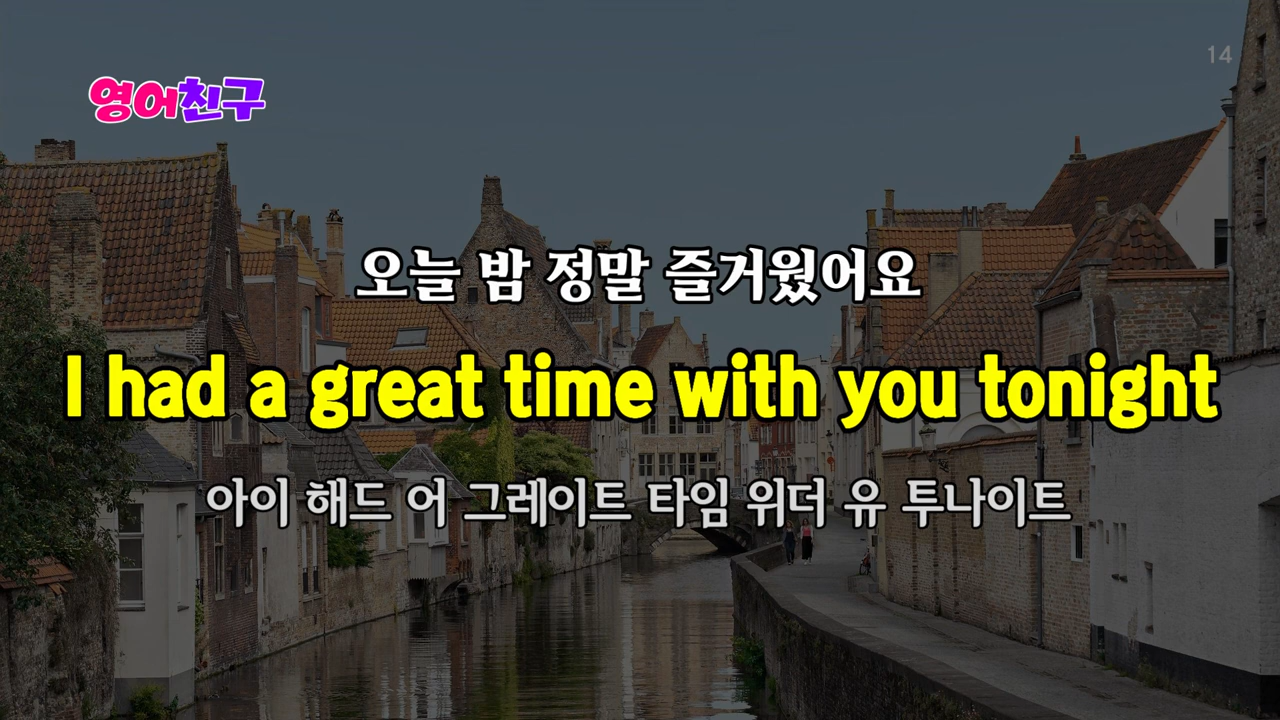 14
영어친구
오늘 밤 정말 즐거웠어요
I had a great time with you tonight
아이 해드 어 그레이트 타임 위더 유 투나이트